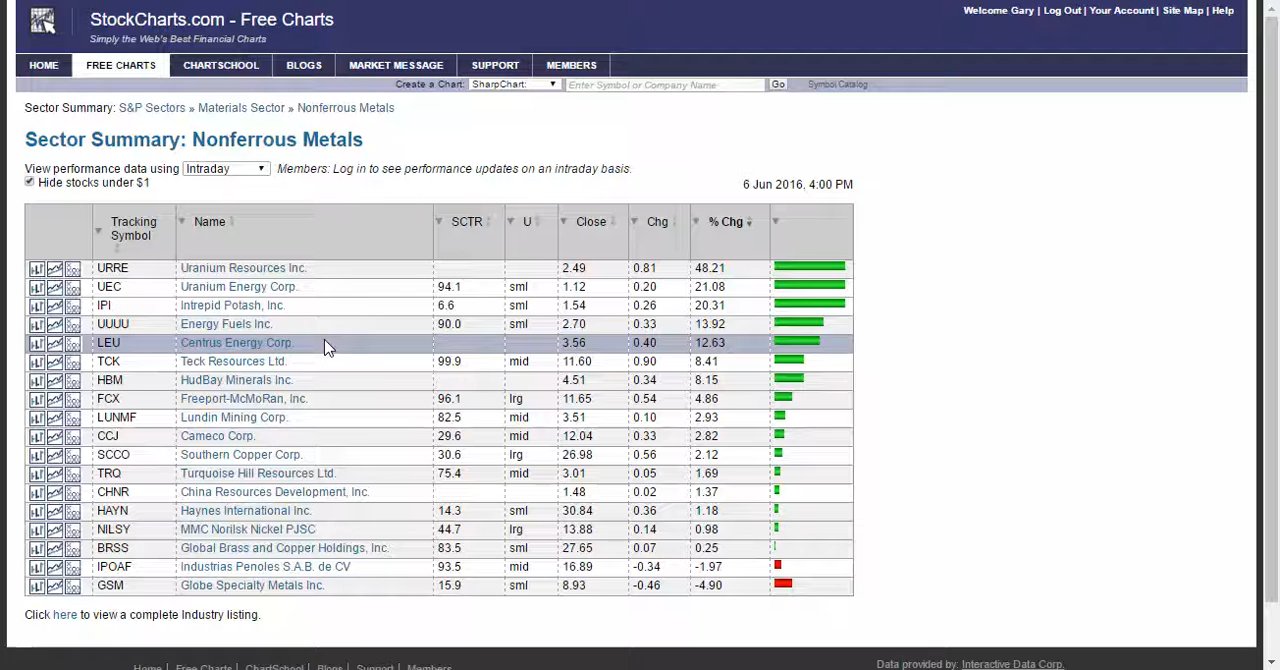 StockCharts.com - Free Charts
Simply the Web's Best Financial Charts
Welcome Gary | Log Out | Your Account | Site Map | Help
HOME FREE CHARTS CHARTSCHOOL BLOGS MARKET MESSAGE SUPPORT MEMBERS
Create a Chart: SharpChart: Enter Symbol or Company Name Go Symbol Catalog
Sector Summary: S&P Sectors » Materials Sector » Nonferrous Metals
Sector Summary: Nonferrous Metals
View performance data using Intraday Members: Log in to see performance updates on an intraday basis.
Hide stocks under $1
6 Jun 2016, 4:00 PM
Tracking Symbol Name SCTR U Close Chg % Chg
URRE Uranium Resources Inc. 2.49 0.81 48.21
UEC Uranium Energy Corp. 94.1 sml 1.12 0.20 21.08
IPI Intrepid Potash, Inc. 6.6 sml 1.54 0.26 20.31
UUUU Energy Fuels Inc. 90.0 sml 2.70 0.33 13.92
LEU Centrus Energy Corp. 3.56 0.40 12.63
TCK Teck Resources Ltd. 99.9 mid 11.60 0.90 8.41
HBM HudBay Minerals Inc. 4.51 0.34 8.15
FCX Freeport-McMoRan, Inc. 96.1 lrg 11.65 0.54 4.86
LUNMF Lundin Mining Corp. 82.5 mid 3.51 0.10 2.93
CCJ Cameco Corp. 29.6 mid 12.04 0.33 2.82
SCCO Southern Copper Corp. 30.6 lrg 26.98 0.56 2.12
TRQ Turquoise Hill Resources Ltd. 75.4 mid 3.01 0.05 1.69
CHNR China Resources Development, Inc. 1.48 0.02 1.37
HAYN Haynes International Inc. 14.3 sml 30.84 0.36 1.18
NILSY MMC Norilsk Nickel PJSC 44.7 lrg 13.88 0.14 0.98
BRSS Global Brass and Copper Holdings, Inc. 83.5 sml 27.65 0.07 0.25
IPOAF Industrias Penoles S.A.B. de CV 93.5 mid 16.89 -0.34 -1.97
GSM Globe Specialty Metals Inc. 15.9 sml 8.93 -0.46 -4.90
Click here to view a complete Industry listing.
Home | Free Charts | ChartSchool | Blogs | Support | Members
Data provided by: Interactive Data Corp.